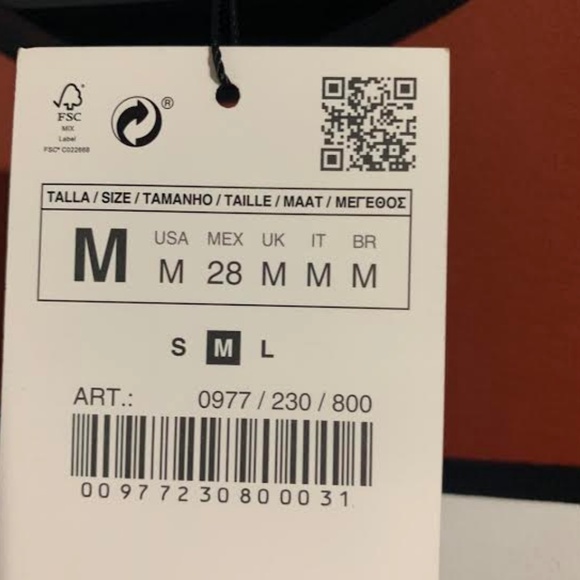 FSC
MIX
Label
FSC® C022668
®
TALLA / SIZE / TAMANHO / TAILLE / MAAT / ΜΕΓΕΘΟΣ
M
USA MEX UK IT BR
M 28 M M M
S M L
ART.: 0977 / 230 / 800
00977230800031